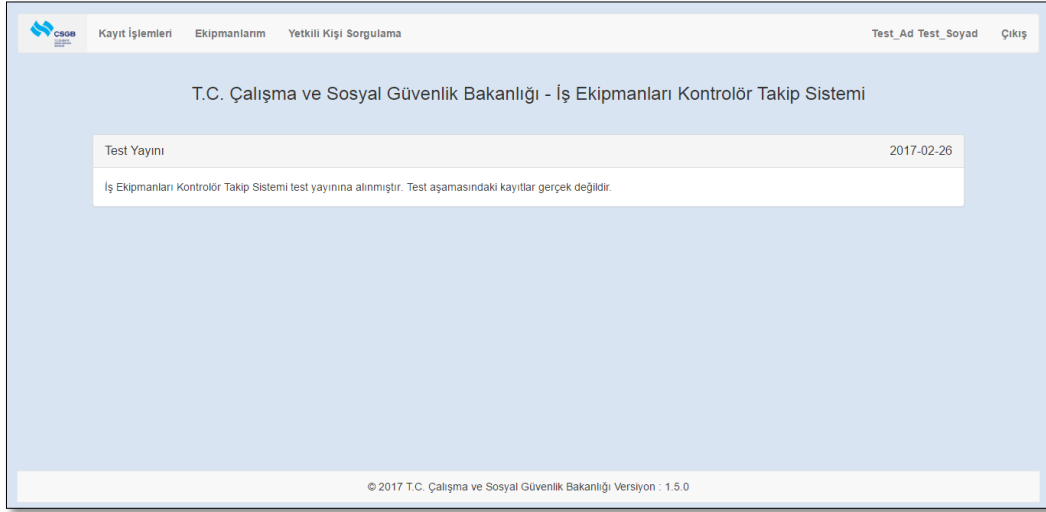 ÇSGB
Kayıt İşlemleri Ekipmanlarım Yetkili Kişi Sorgulama Test_Ad Test_Soyad Çıkış
T.C. Çalışma ve Sosyal Güvenlik Bakanlığı - İş Ekipmanları Kontrolör Takip Sistemi
Test Yayını 2017-02-26
İş Ekipmanları Kontrolör Takip Sistemi test yayınına alınmıştır. Test aşamasındaki kayıtlar gerçek değildir.
© 2017 T.C. Çalışma ve Sosyal Güvenlik Bakanlığı Versiyon : 1.5.0